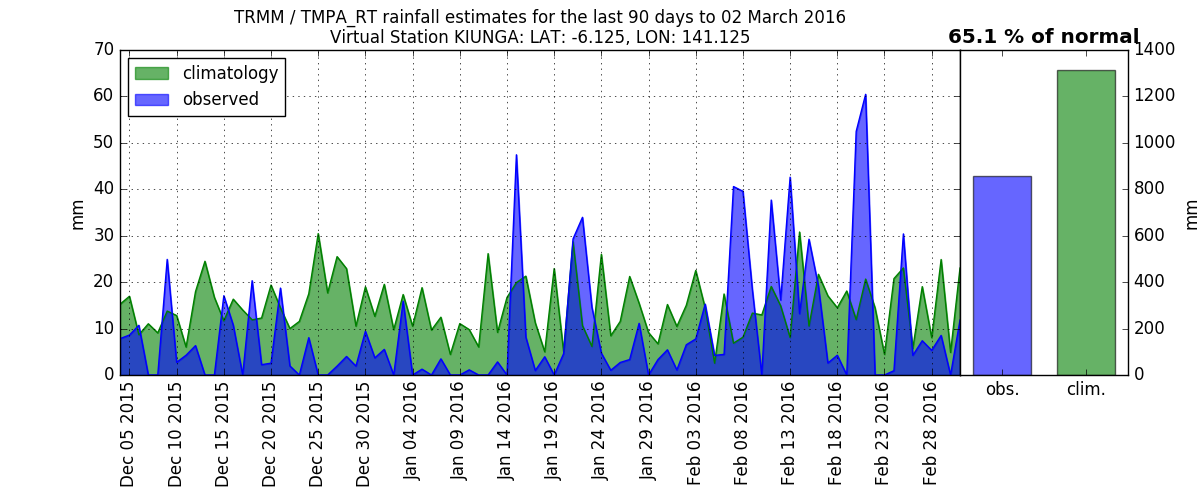 TRMM / TMPA_RT rainfall estimates for the last 90 days to 02 March 2016
Virtual Station KIUNGA: LAT: -6.125, LON: 141.125
65.1 % of normal
climatology
observed
mm
70
60
50
40
30
20
10
0
Dec 05 2015
Dec 10 2015
Dec 15 2015
Dec 20 2015
Dec 25 2015
Dec 30 2015
Jan 04 2016
Jan 09 2016
Jan 14 2016
Jan 19 2016
Jan 24 2016
Jan 29 2016
Feb 03 2016
Feb 08 2016
Feb 13 2016
Feb 18 2016
Feb 23 2016
Feb 28 2016
obs.
clim.
1400
1200
1000
800
600
400
200
0
mm